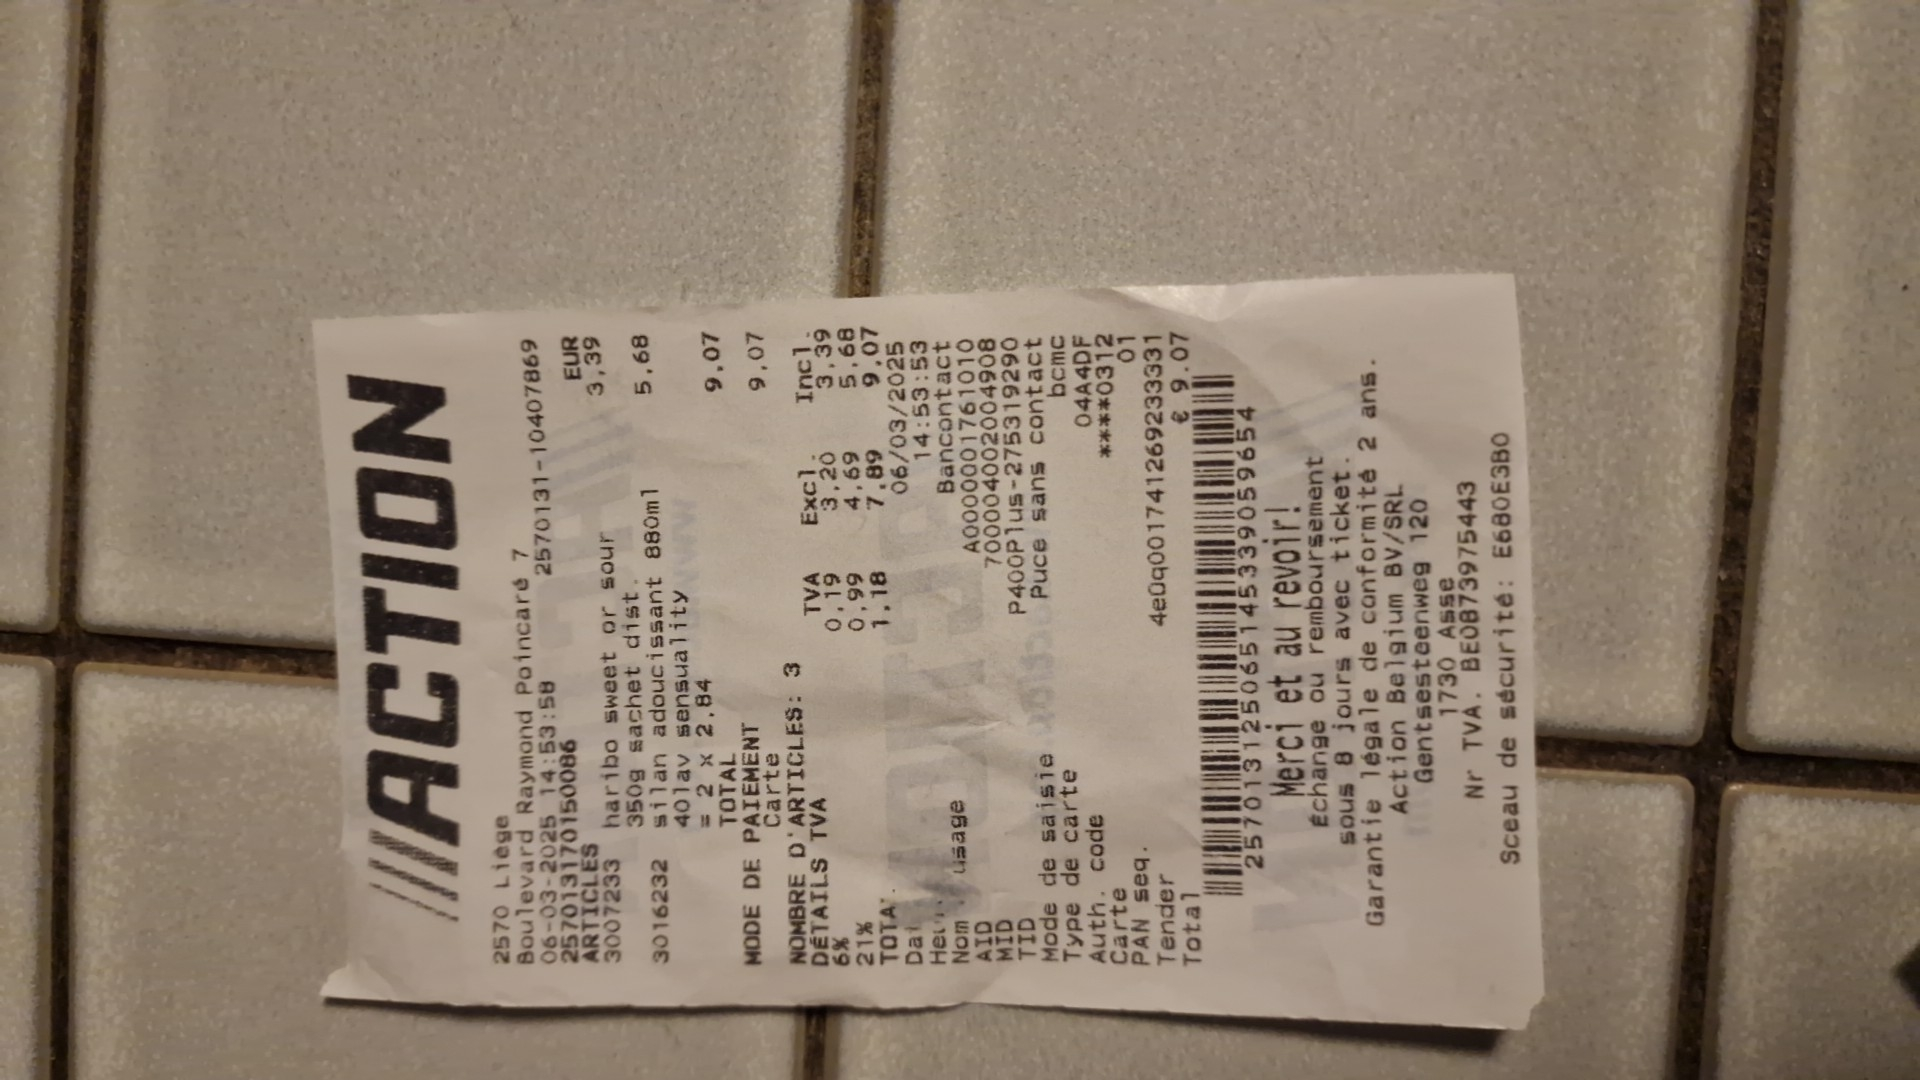 ACTION
2570 Liège
Boulevard Raymond Poincaré 7
06-03-2025 14:53:58 2570131-10407869
2570131701500​86
ARTICLES EUR
3007233 haribo sweet or sour 3,39
350g sachet dist.
3016232 silan adoucissant 880ml 5,68
40lav sensuality
= 2 x 2,84
TOTAL 9,07
MODE DE PAIEMENT
Carte 9,07
NOMBRE D'ARTICLES: 3
DÉTAILS TVA TVA Excl. Incl.
6% 0,19 3,20 3,39
21% 0,99 4,69 5,68
TOTA 1,18 7,89 9,07
06/03/2025
14:53:53
Nom usage Bancontact
AID A0000001761010
MID 700004002004908
TID P400Plus-275319290
Mode de saisie Puce sans contact
Type de carte bcmc
Auth. code 04A4DF
Carte ****0312
PAN seq. 01
Tender 4e0q001741269233331
Total € 9.07
257013125065145339059654
Merci et au revoir!
Échange ou remboursement
sous 8 jours avec ticket.
Garantie légale de conformité 2 ans.
Action Belgium BV/SRL
Gentsesteenweg 120
1730 Asse
Nr TVA. BE0873975443
Sceau de sécurité: E680E3B0